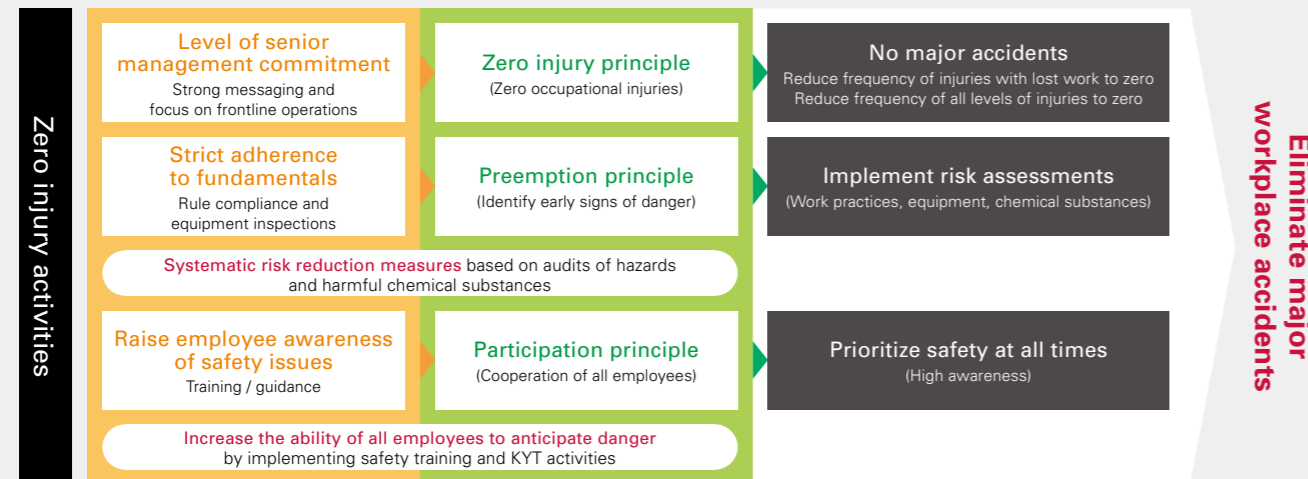 Zero injury activities
Level of senior
management commitment
Strong messaging and
focus on frontline operations
Zero injury principle
(Zero occupational injuries)
No major accidents
Reduce frequency of injuries with lost work to zero
Reduce frequency of all levels of injuries to zero
Strict adherence
to fundamentals
Rule compliance and
equipment inspections
Preemption principle
(Identify early signs of danger)
Implement risk assessments
(Work practices, equipment, chemical substances)
Systematic risk reduction measures based on audits of hazards
and harmful chemical substances
Raise employee awareness
of safety issues
Training / guidance
Participation principle
(Cooperation of all employees)
Prioritize safety at all times
(High awareness)
Increase the ability of all employees to anticipate danger
by implementing safety training and KYT activities
Eliminate major
workplace accidents